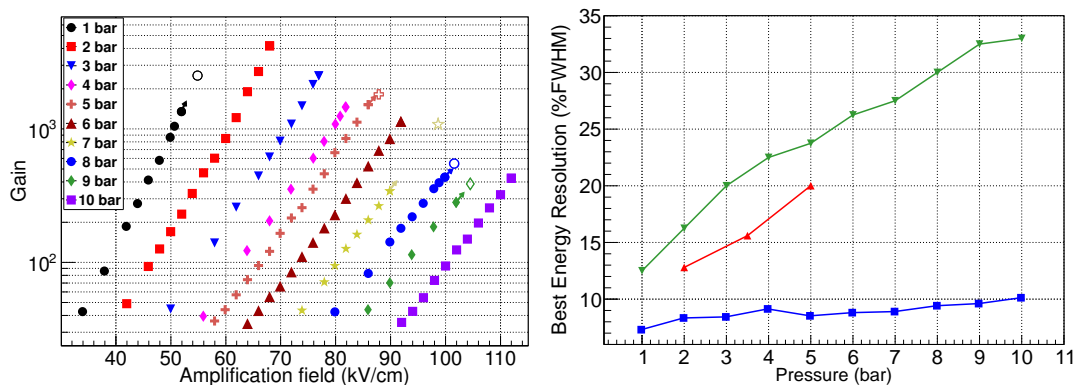 1 bar
2 bar
3 bar
4 bar
5 bar
6 bar
7 bar
8 bar
9 bar
10 bar
Gain
10³
10²
40 50 60 70 80 90 100 110
Amplification field (kV/cm)
Best Energy Resolution (%FWHM)
35
30
25
20
15
10
1 2 3 4 5 6 7 8 9 10 11
Pressure (bar)